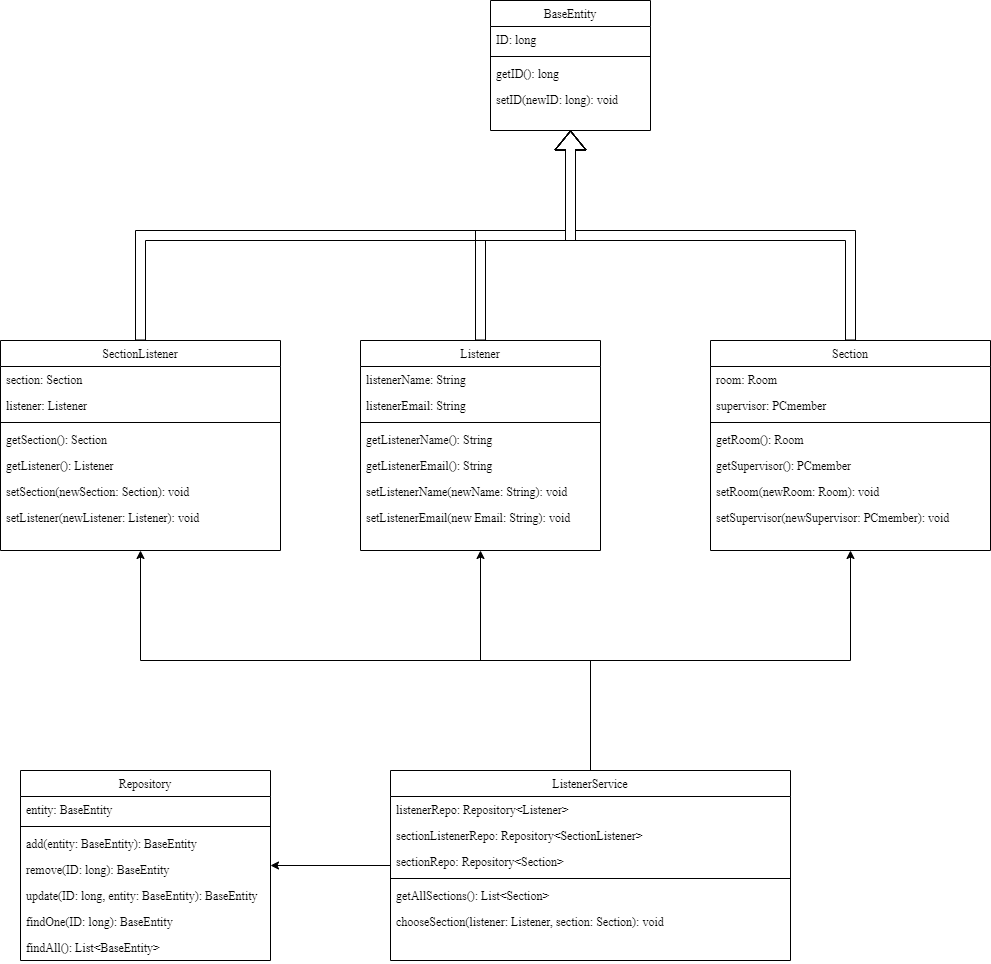 BaseEntity
ID: long
getID(): long
setID(newID: long): void
SectionListener
section: Section
listener: Listener
getSection(): Section
getListener(): Listener
setSection(newSection: Section): void
setListener(newListener: Listener): void
Listener
listenerName: String
listenerEmail: String
getListenerName(): String
getListenerEmail(): String
setListenerName(newName: String): void
setListenerEmail(new Email: String): void
Section
room: Room
supervisor: PCmember
getRoom(): Room
getSupervisor(): PCmember
setRoom(newRoom: Room): void
setSupervisor(newSupervisor: PCmember): void
Repository
entity: BaseEntity
add(entity: BaseEntity): BaseEntity
remove(ID: long): BaseEntity
update(ID: long, entity: BaseEntity): BaseEntity
findOne(ID: long): BaseEntity
findAll(): List<BaseEntity>
ListenerService
listenerRepo: Repository<Listener>
sectionListenerRepo: Repository<SectionListener>
sectionRepo: Repository<Section>
getAllSections(): List<Section>
chooseSection(listener: Listener, section: Section): void